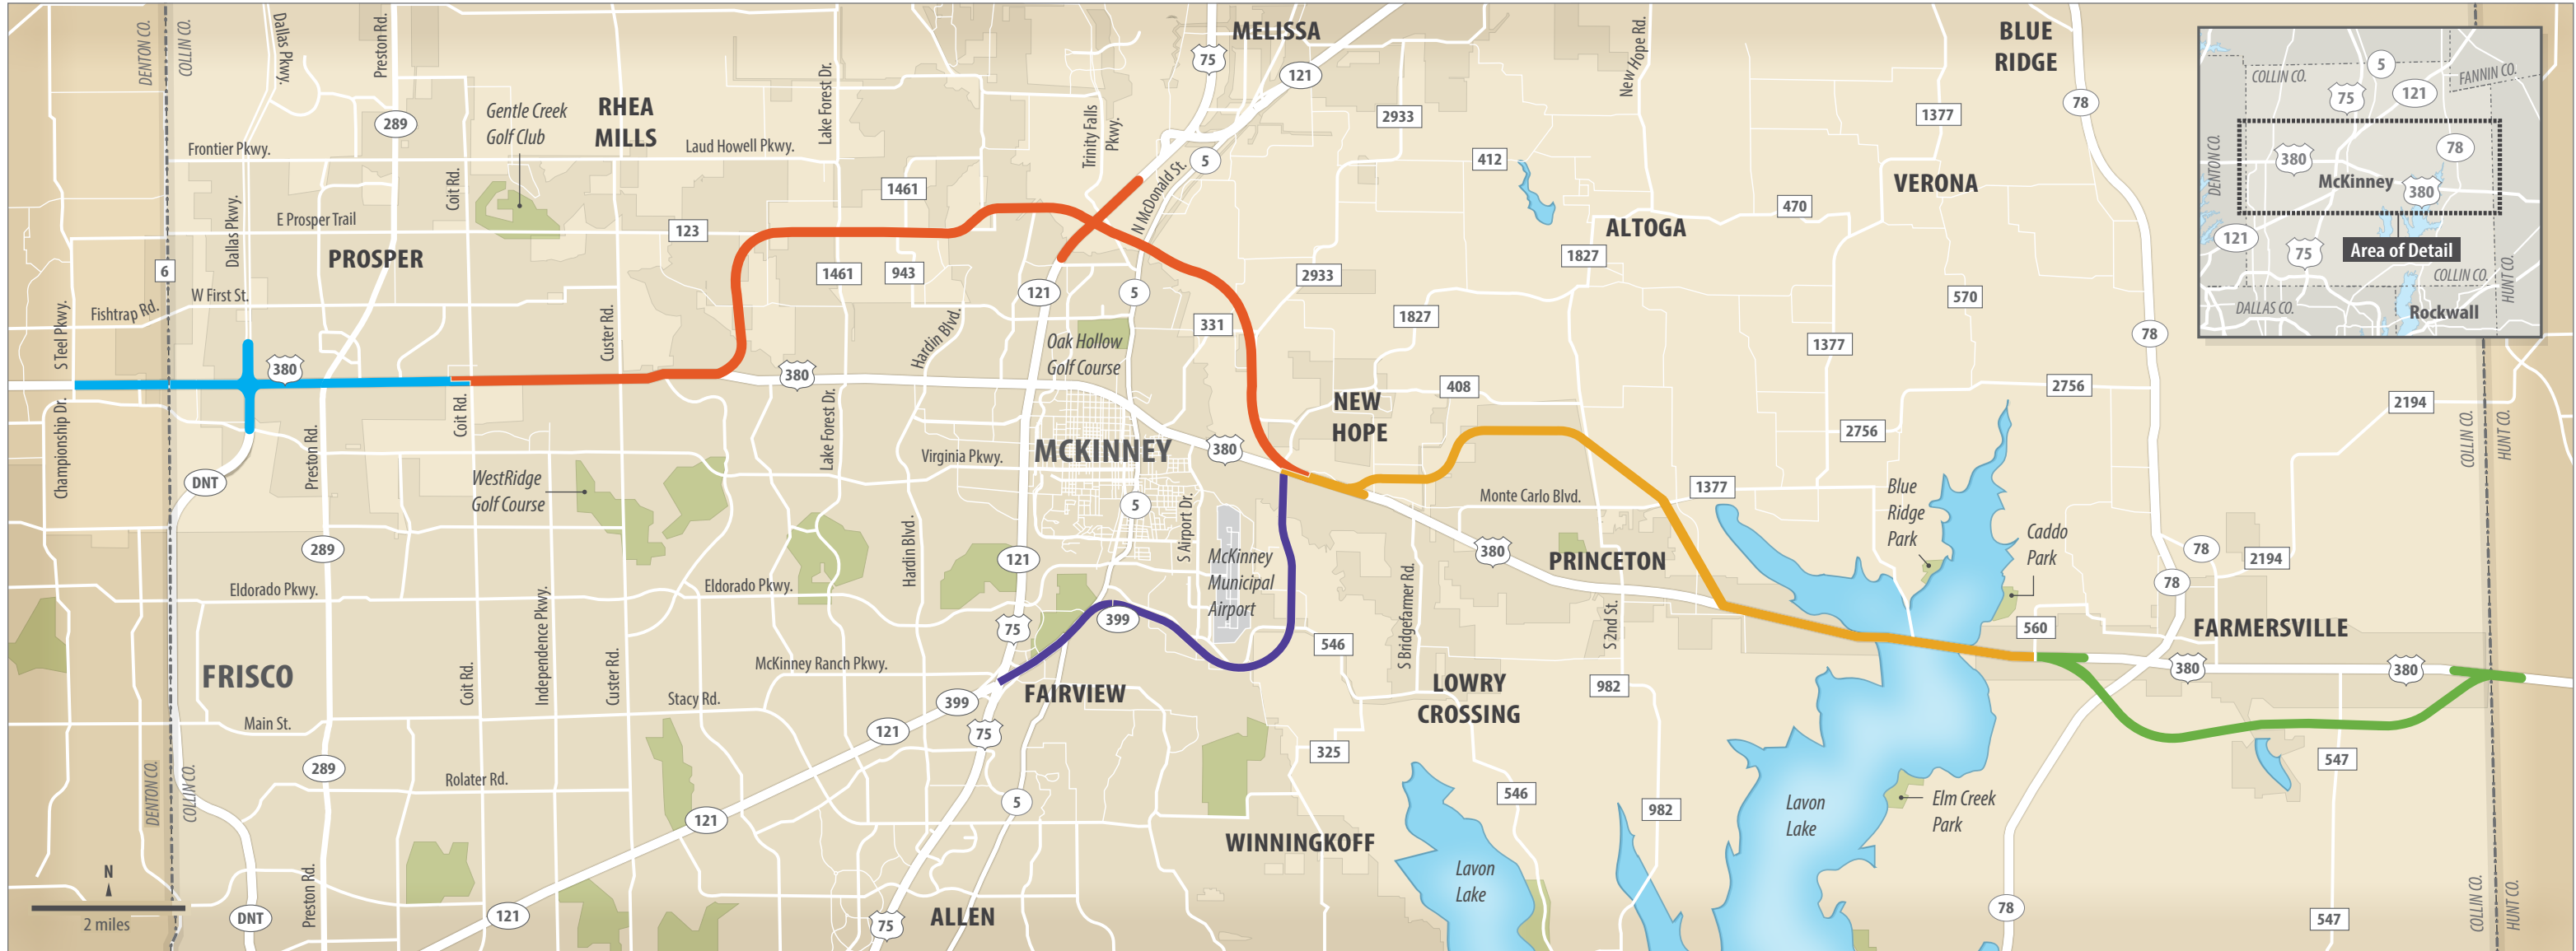 DENTON CO.
COLLIN CO.
Dallas Pkwy.
Preston Rd.
289
Gentle Creek
Golf Club
RHEA
MILLS
Lake Forest Dr.
Laud Howell Pkwy.
Frontier Pkwy.
Trinity Falls
Pkwy.
75
MELISSA
121
5
N McDonald St.
2933
412
New Hope Rd.
1377
BLUE
RIDGE
78
VERONA
470
ALTOGA
1827
COLLIN CO.
5
FANNIN CO.
75
121
DENTON CO.
380
78
McKinney
380
121
75
Area of Detail
COLLIN CO.
HUNT CO.
DALLAS CO.
Rockwall
Coit Rd.
1461
E Prosper Trail
123
Dallas Pkwy.
PROSPER
6
1461
943
2933
W First St.
Fishtrap Rd.
S Teel Pkwy.
Custer Rd.
Hardin Blvd.
121
5
331
1827
570
1377
78
Oak Hollow
Golf Course
380
380
408
2756
2194
Championship Dr.
Preston Rd.
Coit Rd.
Lake Forest Dr.
NEW
HOPE
MCKINNEY
380
2756
COLLIN CO.
HUNT CO.
Virginia Pkwy.
DNT
WestRidge
Golf Course
Monte Carlo Blvd.
1377
Blue
Ridge
Park
Caddo
Park
5
S Airport Dr.
289
121
Hardin Blvd.
McKinney
Municipal
Airport
380
PRINCETON
78
2194
78
Eldorado Pkwy.
Eldorado Pkwy.
Independence Pkwy.
S Bridgefarmer Rd.
S 2nd St.
399
75
546
560
FARMERSVILLE
FRISCO
Coit Rd.
Custer Rd.
McKinney Ranch Pkwy.
380
380
Stacy Rd.
399
FAIRVIEW
LOWRY
CROSSING
982
Main St.
121
75
325
547
289
DENTON CO.
COLLIN CO.
Rolater Rd.
5
546
982
Lavon
Lake
Elm Creek
Park
121
WINNINGKOFF
Lavon
Lake
N
2 miles
DNT
Preston Rd.
121
75
ALLEN
78
547
COLLIN CO.
HUNT CO.